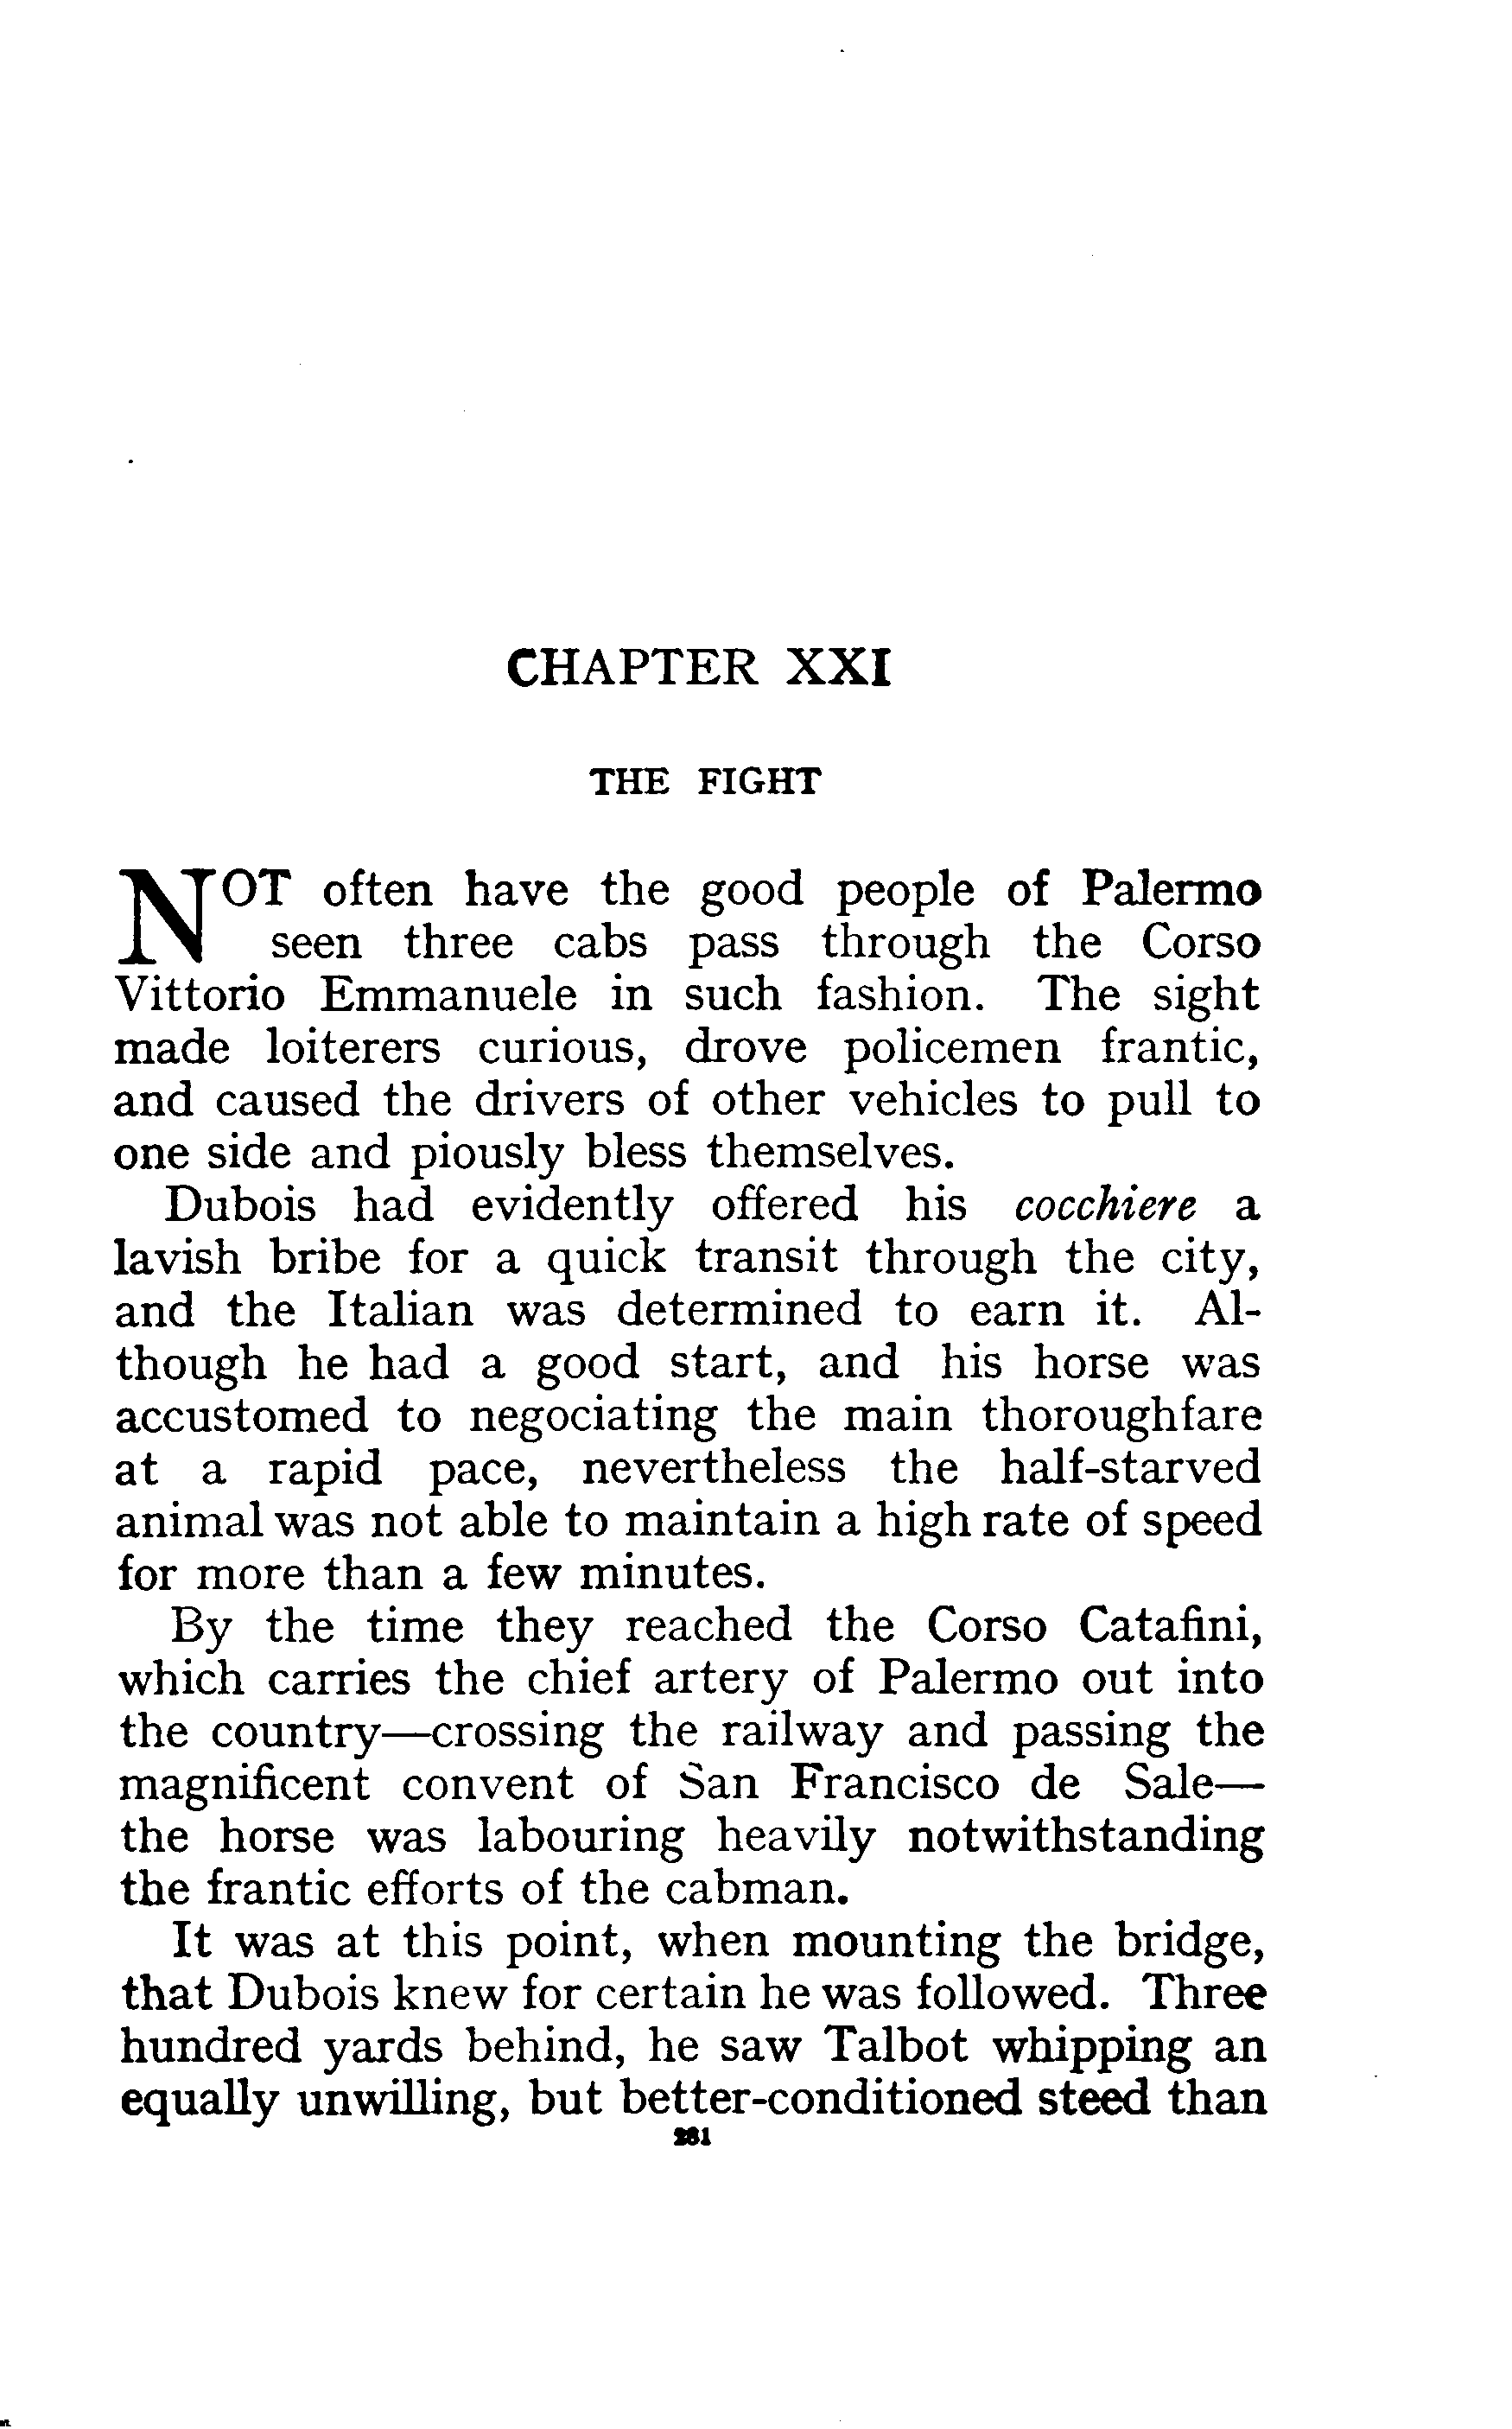 CHAPTER XXI
THE FIGHT
NOT often have the good people of Palermo
seen three cabs pass through the Corso
Vittorio Emmanuele in such fashion. The sight
made loiterers curious, drove policemen frantic,
and caused the drivers of other vehicles to pull to
one side and piously bless themselves.
Dubois had evidently offered his cocchiere a
lavish bribe for a quick transit through the city,
and the Italian was determined to earn it. Al-
though he had a good start, and his horse was
accustomed to negociating the main thoroughfare
at a rapid pace, nevertheless the half-starved
animal was not able to maintain a high rate of speed
for more than a few minutes.
By the time they reached the Corso Catafini,
which carries the chief artery of Palermo out into
the country—crossing the railway and passing the
magnificent convent of San Francisco de Sale—
the horse was labouring heavily notwithstanding
the frantic efforts of the cabman.
It was at this point, when mounting the bridge,
that Dubois knew for certain he was followed. Three
hundred yards behind, he saw Talbot whipping an
equally unwilling, but better-conditioned steed than